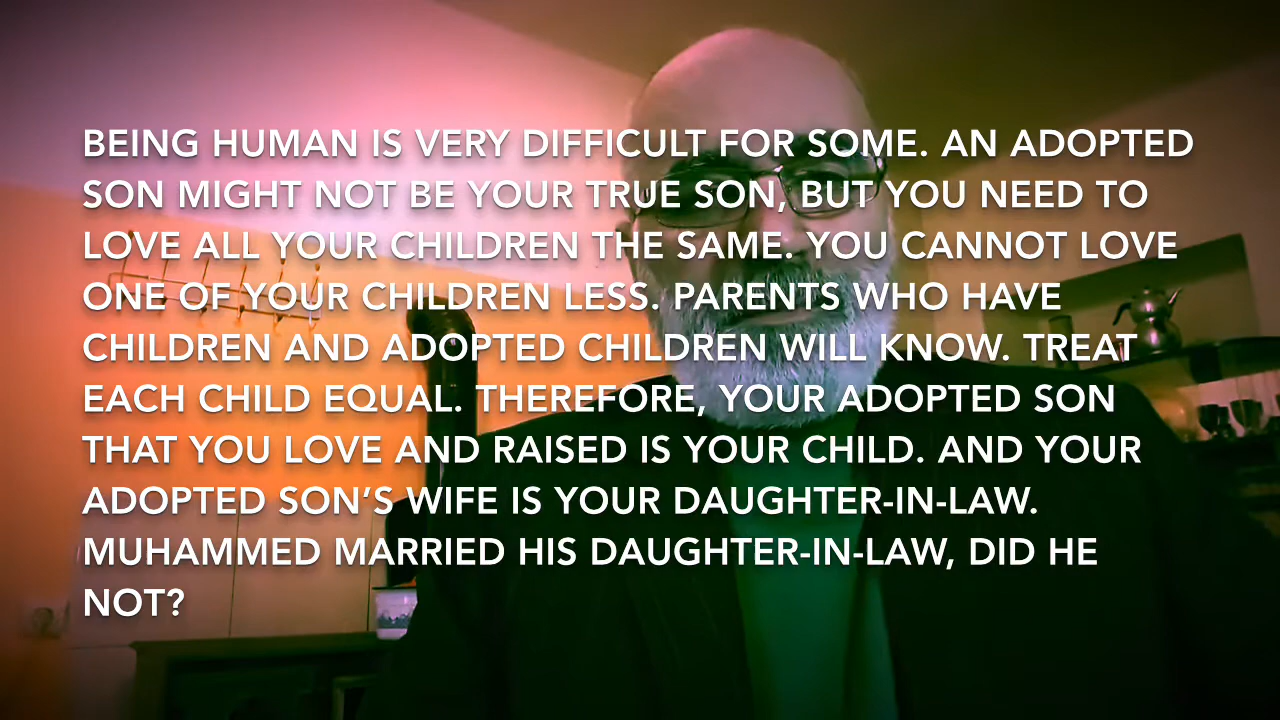 BEING HUMAN IS VERY DIFFICULT FOR SOME. AN ADOPTED
SON MIGHT NOT BE YOUR TRUE SON, BUT YOU NEED TO
LOVE ALL YOUR CHILDREN THE SAME. YOU CANNOT LOVE
ONE OF YOUR CHILDREN LESS. PARENTS WHO HAVE
CHILDREN AND ADOPTED CHILDREN WILL KNOW. TREAT
EACH CHILD EQUAL. THEREFORE, YOUR ADOPTED SON
THAT YOU LOVE AND RAISED IS YOUR CHILD. AND YOUR
ADOPTED SON’S WIFE IS YOUR DAUGHTER-IN-LAW.
MUHAMMED MARRIED HIS DAUGHTER-IN-LAW, DID HE
NOT?